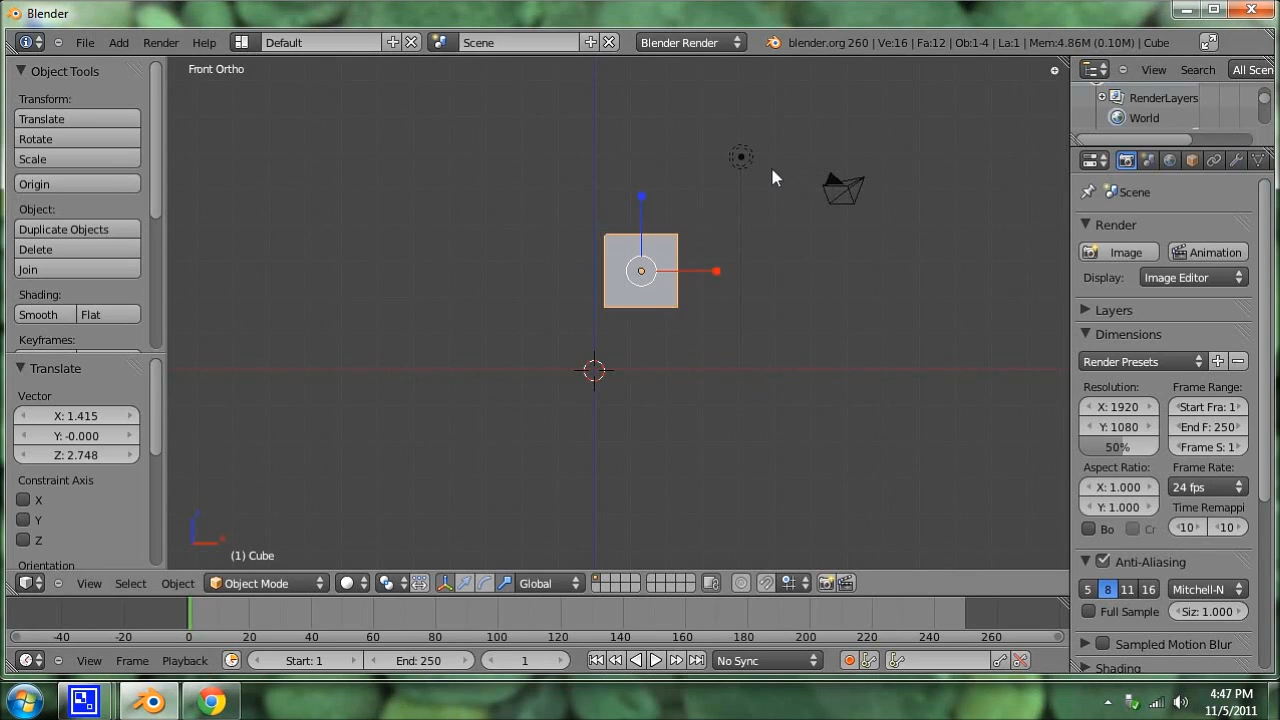 Blender
File Add Render Help Default Scene Blender Render blender.org 260 | Ve:16 | Fa:12 | Ob:1-4 | La:1 | Mem:4.86M (0.10M) | Cube
View Search All Scen
RenderLayers
World
Object Tools
Transform:
Translate
Rotate
Scale
Origin
Object:
Duplicate Objects
Delete
Join
Shading:
Smooth Flat
Keyframes:
Translate
Vector
X: 1.415
Y: -0.000
Z: 2.748
Constraint Axis
X
Y
Z
Orientation
Front Ortho
(1) Cube
View Select Object Object Mode Global
Scene
Render
Image Animation
Display: Image Editor
Layers
Dimensions
Render Presets
Resolution: Frame Range:
X: 1920 Start Fra: 1
Y: 1080 End F: 250
50% Frame S: 1
Aspect Ratio: Frame Rate:
X: 1.000 24 fps
Y: 1.000 Time Remappi
Bo Cr 10 10
Anti-Aliasing
5 8 11 16 Mitchell-N
Full Sample Siz: 1.000
Sampled Motion Blur
Shading
-40 -20 0 20 40 60 80 100 120 140 160 180 200 220 240 260
View Frame Playback Start: 1 End: 250 1 No Sync
4:47 PM
11/5/2011